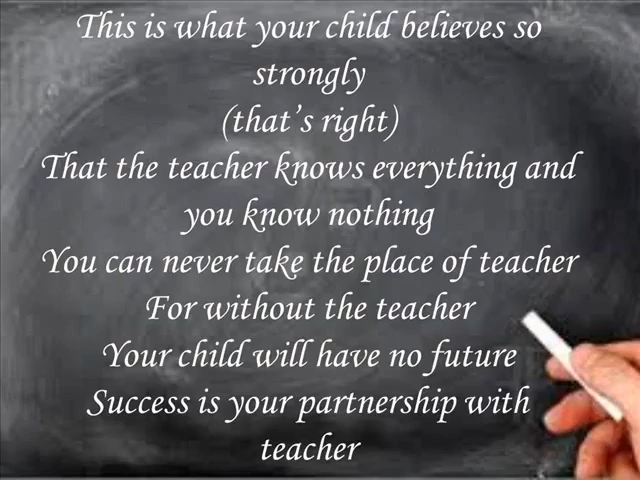 This is what your child believes so
strongly
(that’s right)
That the teacher knows everything and
you know nothing
You can never take the place of teacher
For without the teacher
Your child will have no future
Success is your partnership with
teacher